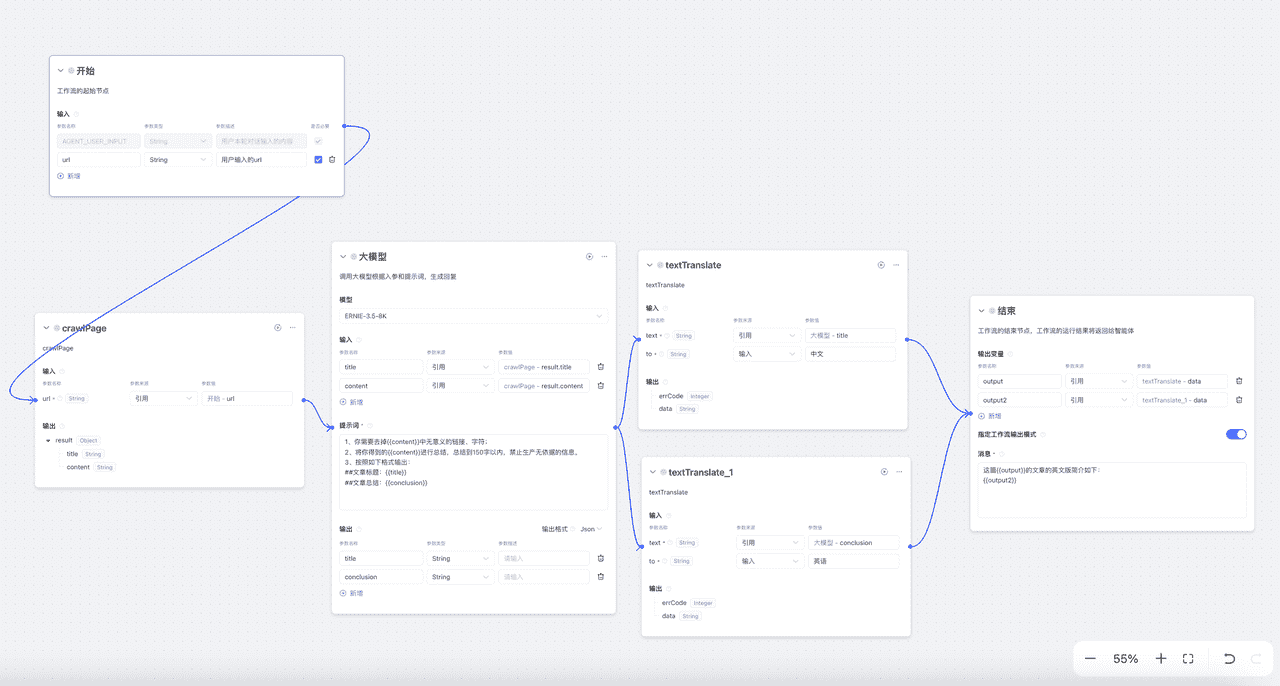 开始
工作流的起始节点
输入
参数名称 参数类型 参数描述 是否必要
AGENT_USER_INPUT String 用户本轮对话输入的内容
url String 用户输入的url
新增
crawlPage
crawlPage
输入
参数名称 参数来源 参数值
url * String 引用 开始 - url
输出
result Object
title String
content String
大模型
调用大模型根据入参和提示词，生成回复
模型
ERNIE-3.5-8K
输入
参数名称 参数来源 参数值
title 引用 crawlPage - result.title
content 引用 crawlPage - result.content
新增
提示词 *
1、你需要去掉{{content}}中无意义的链接、字符；
2、将你得到的{{content}}进行总结，总结到150字以内，禁止生产无依据的信息。
3、按照如下格式输出：
##文章标题：{{title}}
##文章总结：{{conclusion}}
输出 输出格式 Json
参数名称 参数类型 参数描述
title String 请输入
conclusion String 请输入
新增
textTranslate
textTranslate
输入
参数名称 参数来源 参数值
text * String 引用 大模型 - title
to * String 输入 中文
输出
errCode Integer
data String
textTranslate_1
textTranslate
输入
参数名称 参数来源 参数值
text * String 引用 大模型 - conclusion
to * String 输入 英语
输出
errCode Integer
data String
结束
工作流的结束节点，工作流的运行结果将返回给智能体
输出变量
参数名称 参数来源 参数值
output 引用 textTranslate - data
output2 引用 textTranslate_1 - data
新增
指定工作流输出模式
消息 *
这篇{{output}}的文章的英文版简介如下：
{{output2}}
55%